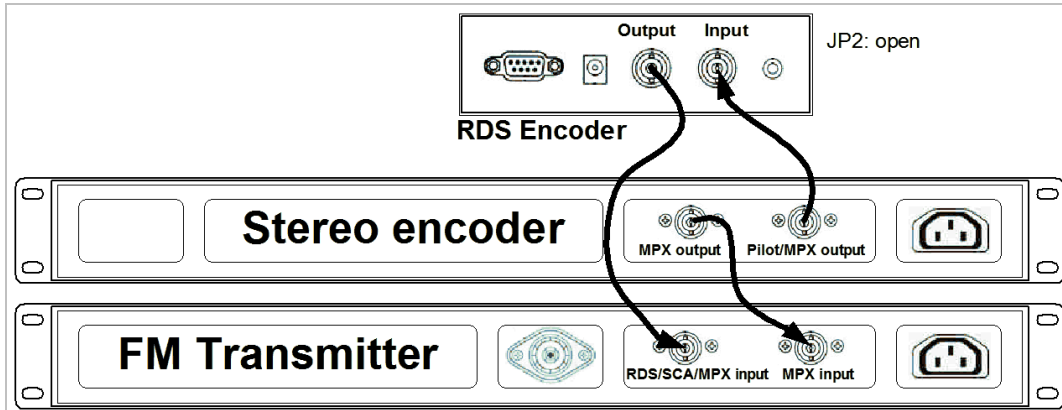 Output Input
JP2: open
RDS Encoder
Stereo encoder
MPX output Pilot/MPX output
FM Transmitter
RDS/SCA/MPX input MPX input